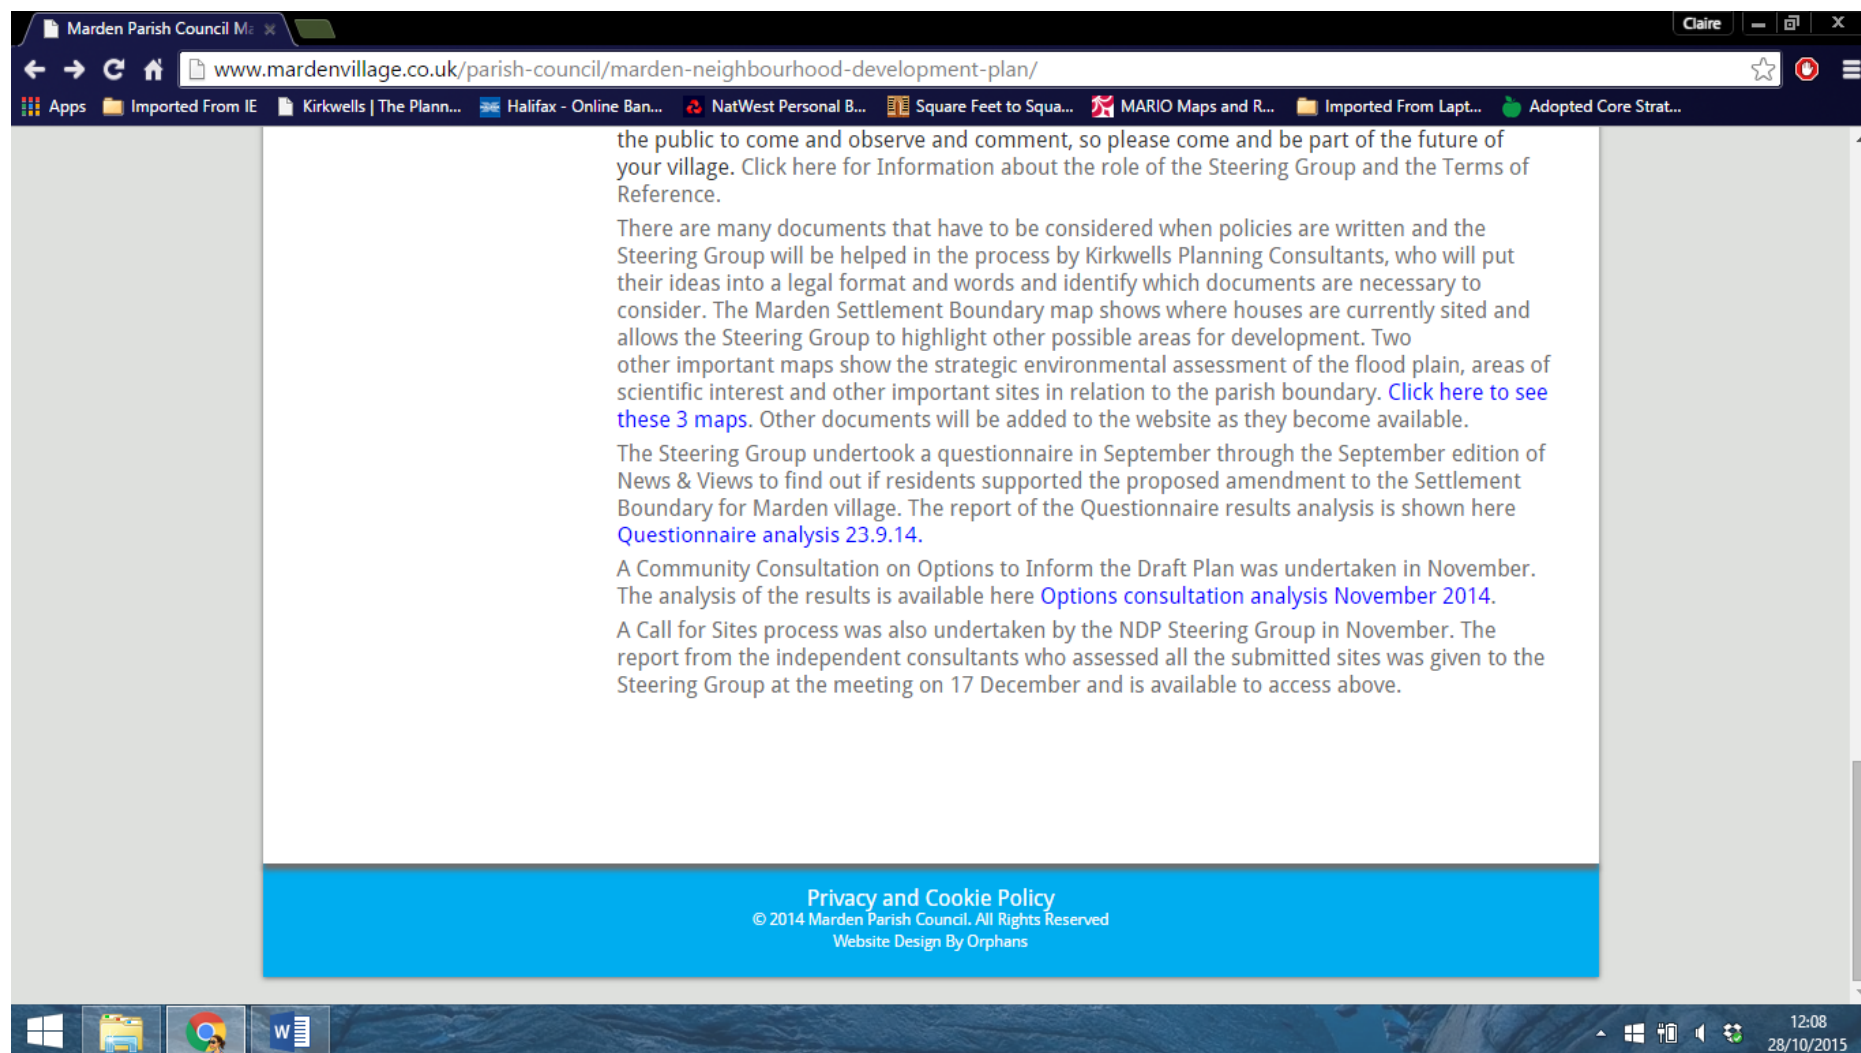 Marden Parish Council Ma
Claire
www.mardenvillage.co.uk/parish-council/marden-neighbourhood-development-plan/
Apps Imported From IE Kirkwells | The Plann... Halifax - Online Ban... NatWest Personal B... Square Feet to Squa... MARIO Maps and R... Imported From Lapt... Adopted Core Strat...
the public to come and observe and comment, so please come and be part of the future of
your village. Click here for Information about the role of the Steering Group and the Terms of
Reference.
There are many documents that have to be considered when policies are written and the
Steering Group will be helped in the process by Kirkwells Planning Consultants, who will put
their ideas into a legal format and words and identify which documents are necessary to
consider. The Marden Settlement Boundary map shows where houses are currently sited and
allows the Steering Group to highlight other possible areas for development. Two
other important maps show the strategic environmental assessment of the flood plain, areas of
scientific interest and other important sites in relation to the parish boundary. Click here to see
these 3 maps. Other documents will be added to the website as they become available.
The Steering Group undertook a questionnaire in September through the September edition of
News & Views to find out if residents supported the proposed amendment to the Settlement
Boundary for Marden village. The report of the Questionnaire results analysis is shown here
Questionnaire analysis 23.9.14.
A Community Consultation on Options to Inform the Draft Plan was undertaken in November.
The analysis of the results is available here Options consultation analysis November 2014.
A Call for Sites process was also undertaken by the NDP Steering Group in November. The
report from the independent consultants who assessed all the submitted sites was given to the
Steering Group at the meeting on 17 December and is available to access above.
Privacy and Cookie Policy
© 2014 Marden Parish Council. All Rights Reserved
Website Design By Orphans
12:08
28/10/2015